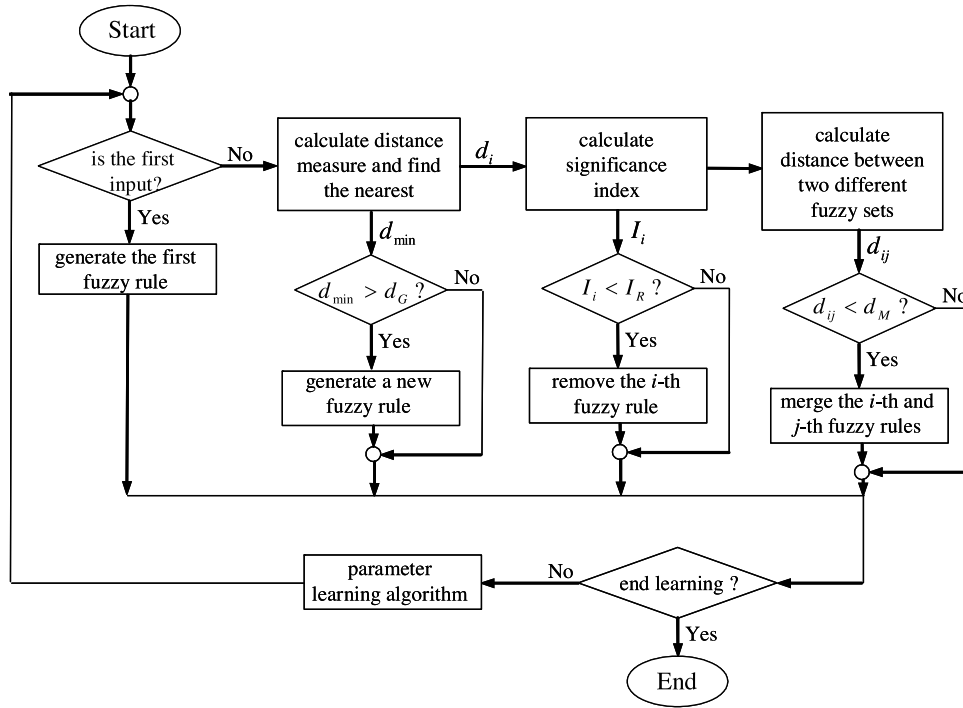 Start
is the first
input?
No
Yes
generate the first
fuzzy rule
calculate distance
measure and find
the nearest
d_i
d_min
d_min > d_G ?
No
Yes
generate a new
fuzzy rule
calculate
significance
index
I_i
I_i < I_R ?
No
Yes
remove the i-th
fuzzy rule
calculate
distance between
two different
fuzzy sets
d_ij
d_ij < d_M ?
No
Yes
merge the i-th and
j-th fuzzy rules
end learning ?
No
parameter
learning algorithm
Yes
End